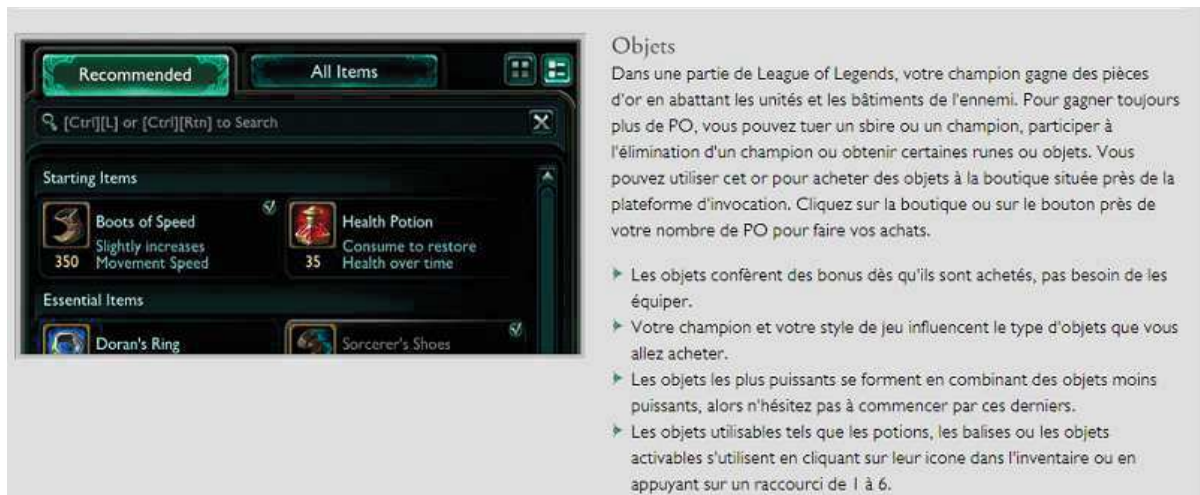 Recommended
All Items
[Ctrl][L] or [Ctrl][Rtn] to Search
Starting Items
Boots of Speed
Slightly increases
Movement Speed
350
Health Potion
Consume to restore
Health over time
35
Essential Items
Doran's Ring
Sorcerer's Shoes
Objets
Dans une partie de League of Legends, votre champion gagne des pièces
d'or en abattant les unités et les bâtiments de l'ennemi. Pour gagner toujours
plus de PO, vous pouvez tuer un sbire ou un champion, participer à
l'élimination d'un champion ou obtenir certaines runes ou objets. Vous
pouvez utiliser cet or pour acheter des objets à la boutique située près de la
plateforme d'invocation. Cliquez sur la boutique ou sur le bouton près de
votre nombre de PO pour faire vos achats.
Les objets confèrent des bonus dès qu'ils sont achetés, pas besoin de les
équiper.
Votre champion et votre style de jeu influencent le type d'objets que vous
allez acheter.
Les objets les plus puissants se forment en combinant des objets moins
puissants, alors n'hésitez pas à commencer par ces derniers.
Les objets utilisables tels que les potions, les balises ou les objets
activables s'utilisent en cliquant sur leur icone dans l'inventaire ou en
appuyant sur un raccourci de 1 à 6.